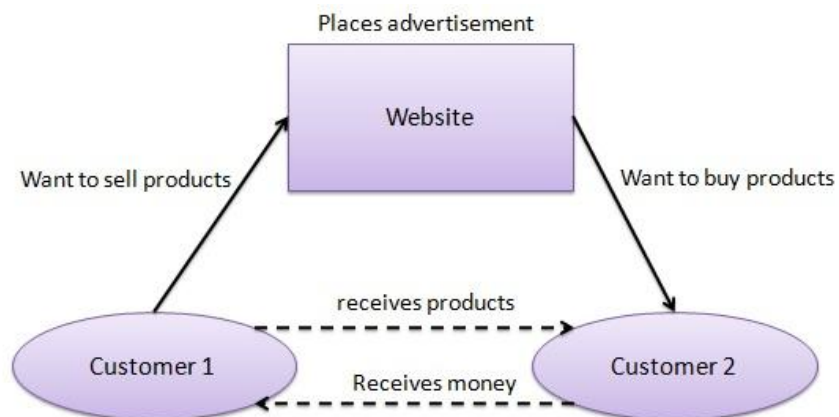 Places advertisement
Website
Want to sell products
Want to buy products
receives products
Customer 1
Customer 2
Receives money